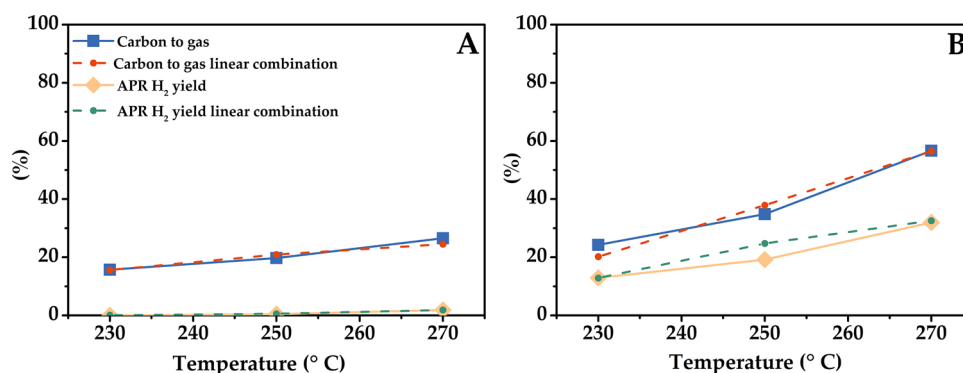 A
Carbon to gas
Carbon to gas linear combination
APR H₂ yield
APR H₂ yield linear combination
100
80
60
40
20
0
(%)
230 240 250 260 270
Temperature (° C)
B
100
80
60
40
20
0
(%)
230 240 250 260 270
Temperature (° C)